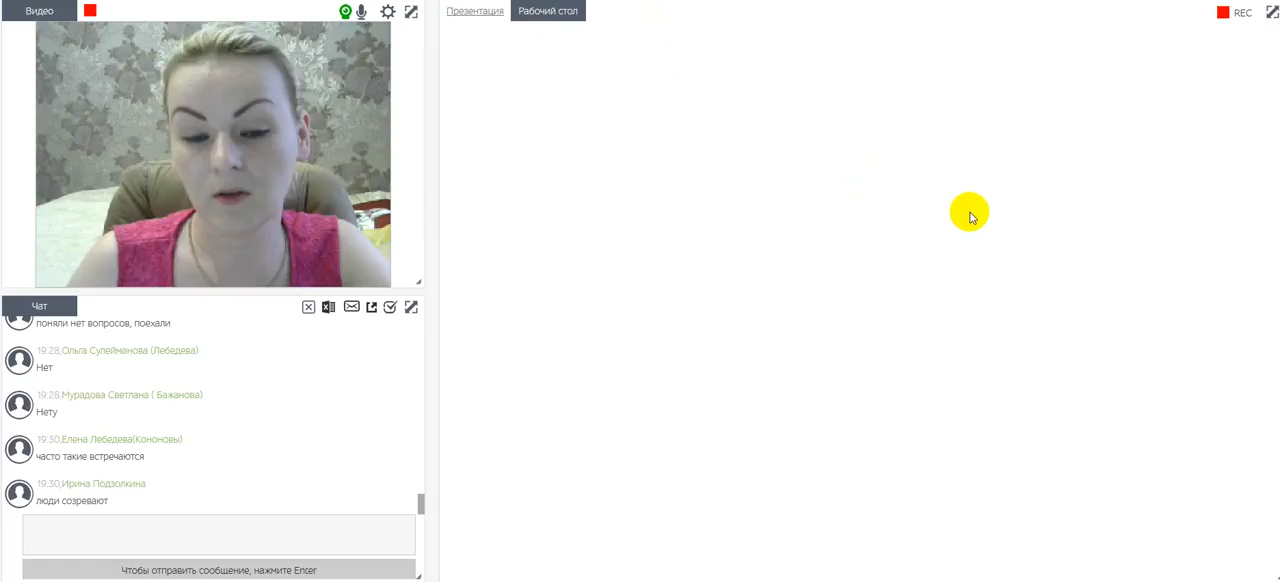 Видео
Презентация Рабочий стол
REC
Чат
поняли нет вопросов, поехали
19:28,Ольга Сулейманова (Лебедева)
Нет
19:28,Мурадова Светлана ( Бажанова)
Нету
19:30,Елена Лебедева(Кононовы)
часто такие встречаются
19:30,Ирина Подзолкина
люди созревают
Чтобы отправить сообщение, нажмите Enter